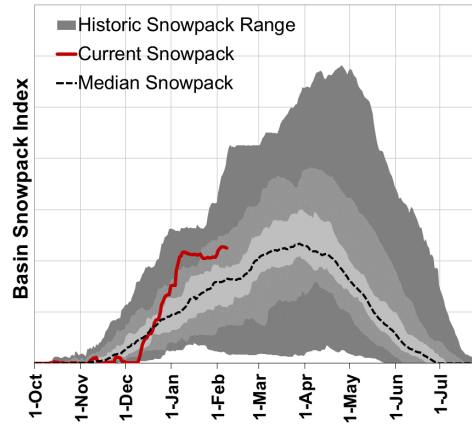 Historic Snowpack Range
Current Snowpack
Median Snowpack
Basin Snowpack Index
1-Oct
1-Nov
1-Dec
1-Jan
1-Feb
1-Mar
1-Apr
1-May
1-Jun
1-Jul